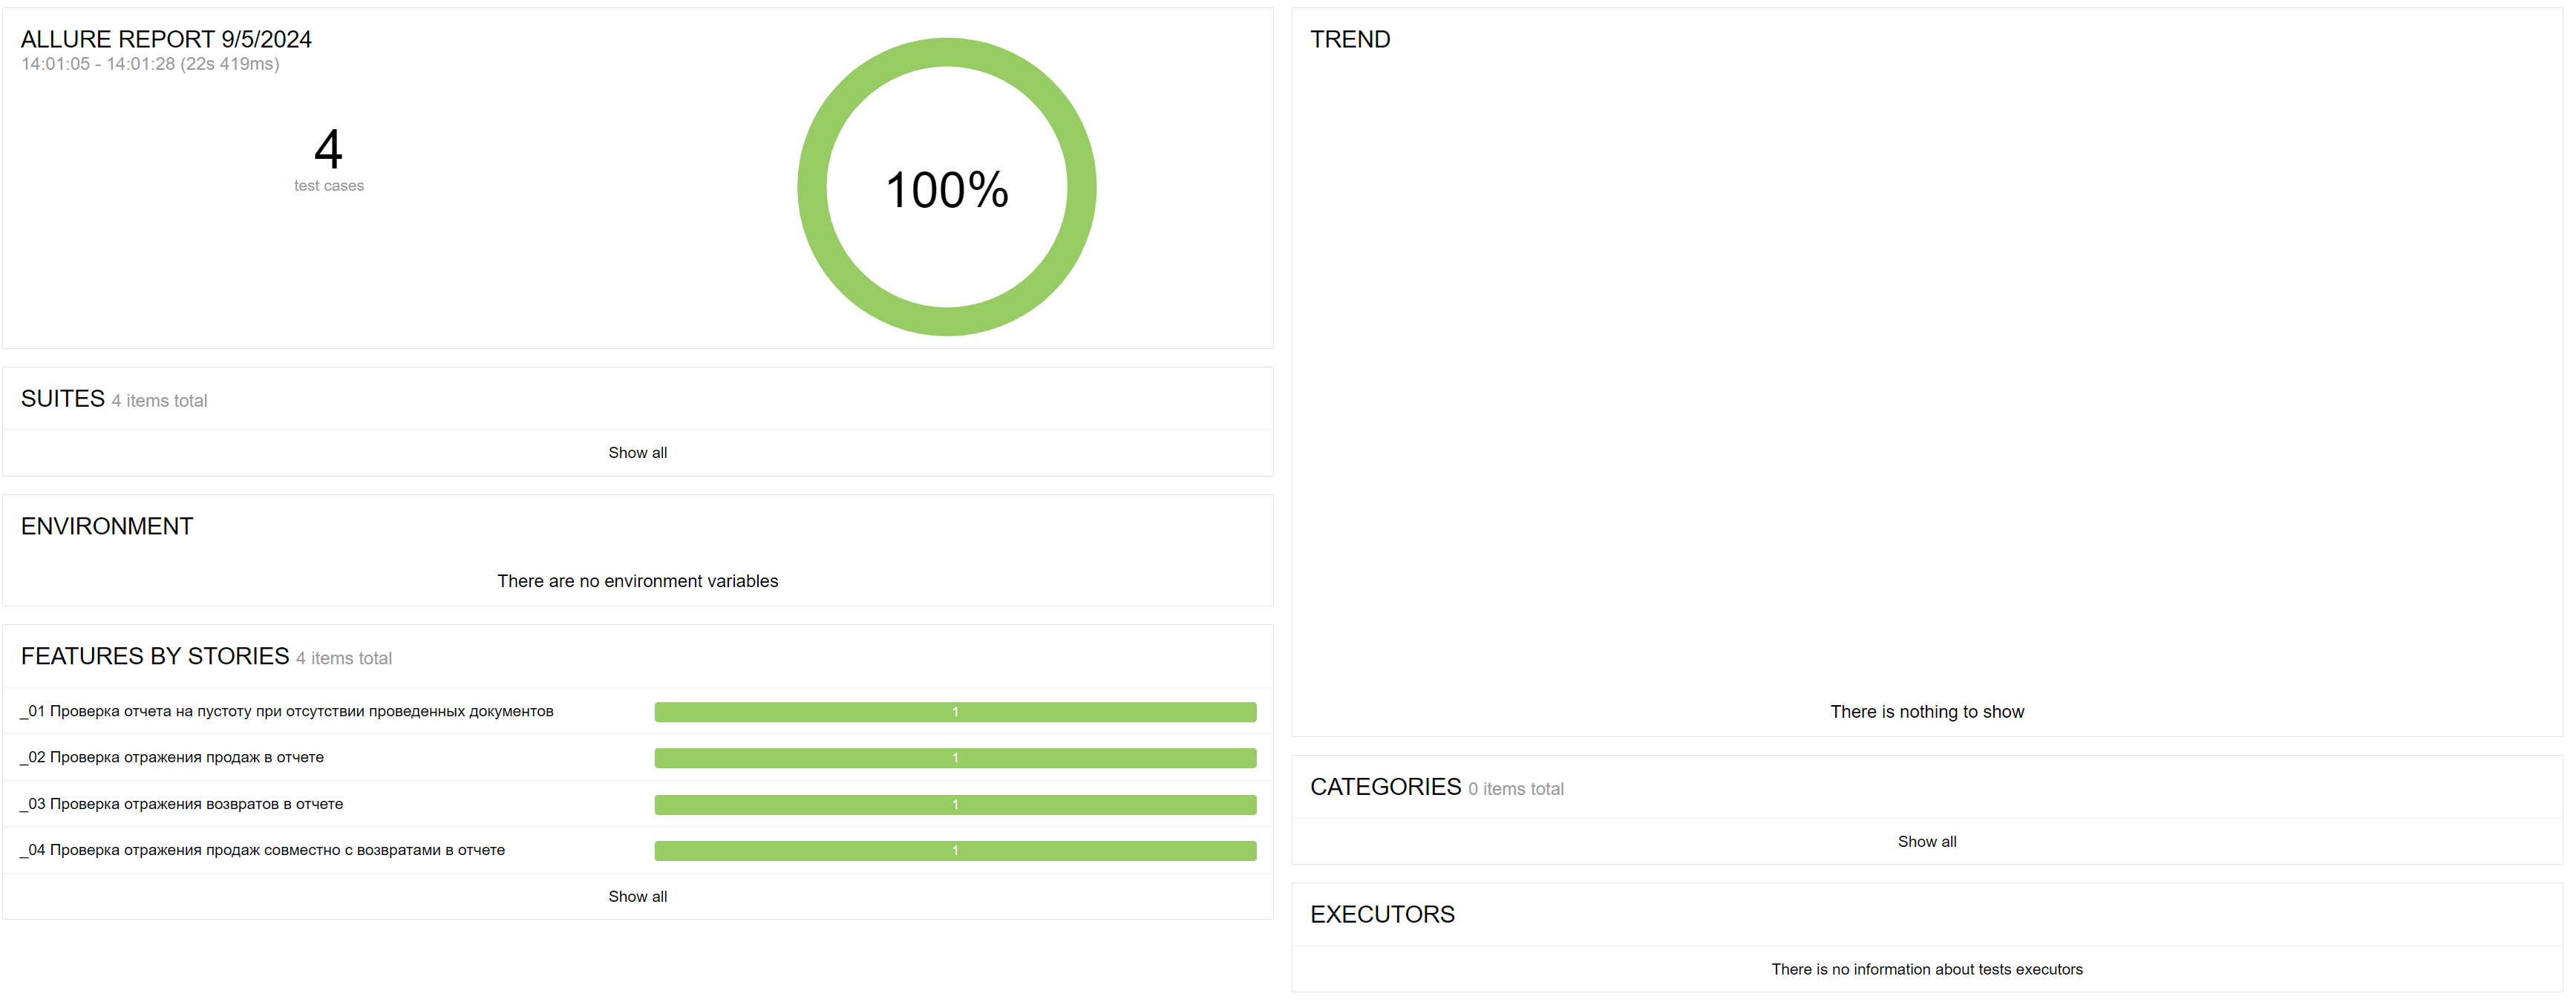 ALLURE REPORT 9/5/2024
14:01:05 - 14:01:28 (22s 419ms)
4
test cases
100%
SUITES 4 items total
Show all
ENVIRONMENT
There are no environment variables
FEATURES BY STORIES 4 items total
_01 Проверка отчета на пустоту при отсутствии проведенных документов 1
_02 Проверка отражения продаж в отчете 1
_03 Проверка отражения возвратов в отчете 1
_04 Проверка отражения продаж совместно с возвратами в отчете 1
Show all
TREND
There is nothing to show
CATEGORIES 0 items total
Show all
EXECUTORS
There is no information about tests executors